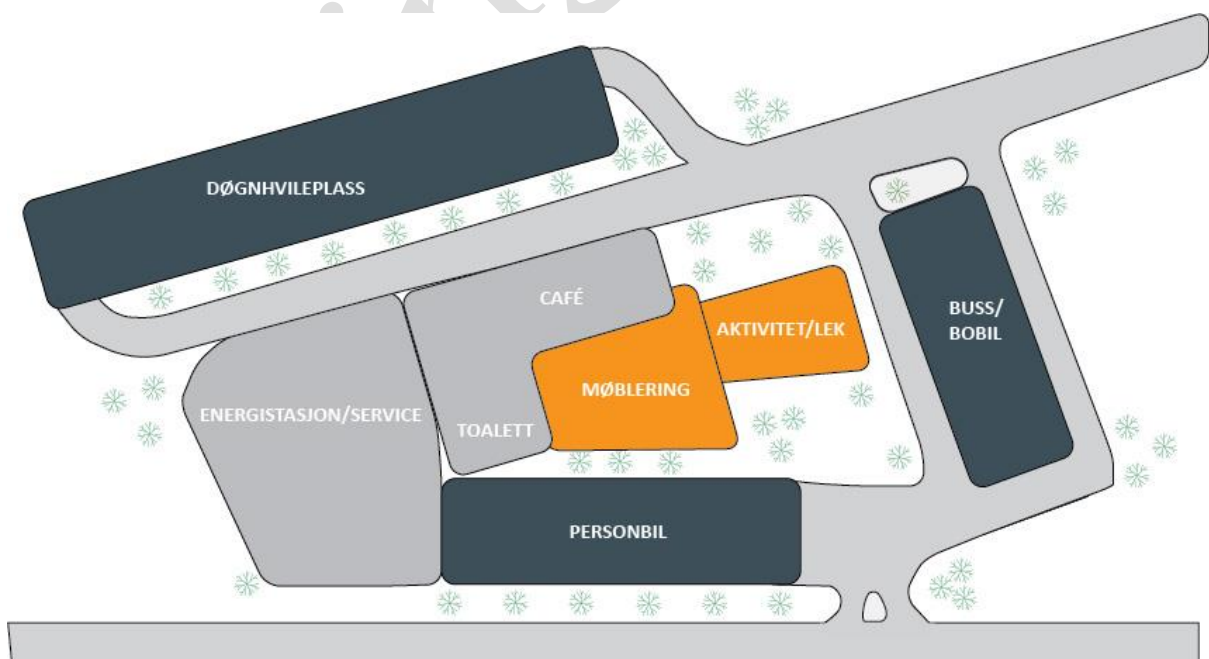 DØGNHVILEPLASS
CAFÉ
BUSS/
BOBIL
AKTIVITET/LEK
MØBLERING
ENERGISTASJON/SERVICE
TOALETT
PERSONBIL